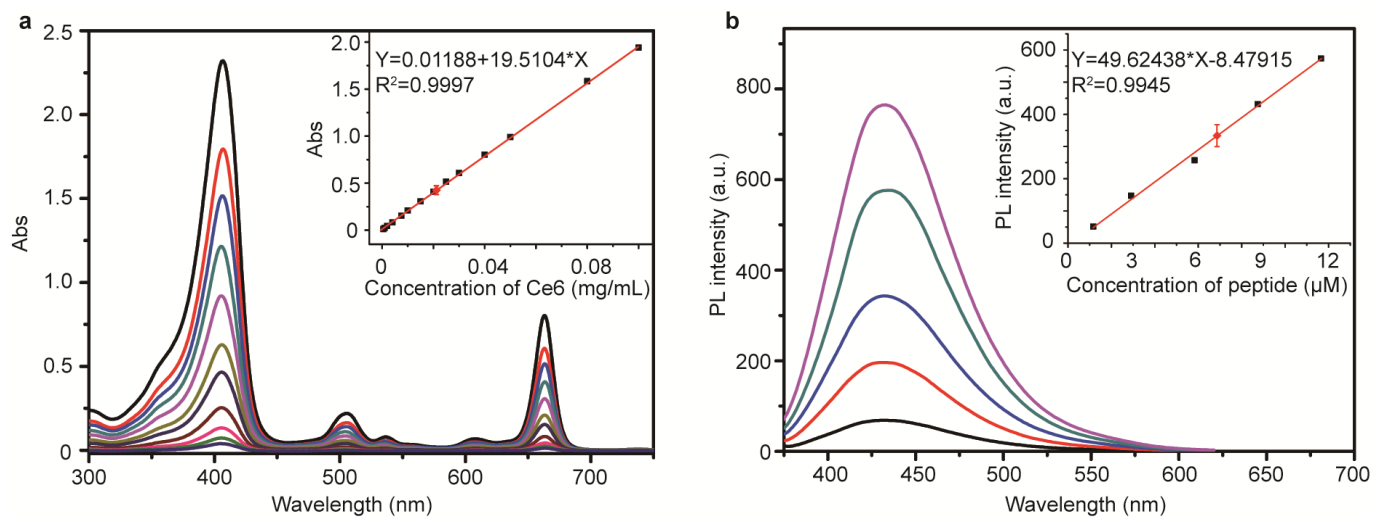 a
2.5
2.0
1.5
1.0
0.5
0
Abs
300 400 500 600 700
Wavelength (nm)
Y=0.01188+19.5104*X
R²=0.9997
2.0
1.5
1.0
0.5
0
Abs
0 0.04 0.08
Concentration of Ce6 (mg/mL)
b
800
600
400
200
0
PL intensity (a.u.)
400 450 500 550 600 650 700
Wavelength (nm)
Y=49.62438*X-8.47915
R²=0.9945
600
400
200
0
PL intensity (a.u.)
3 6 9 12
Concentration of peptide (µM)